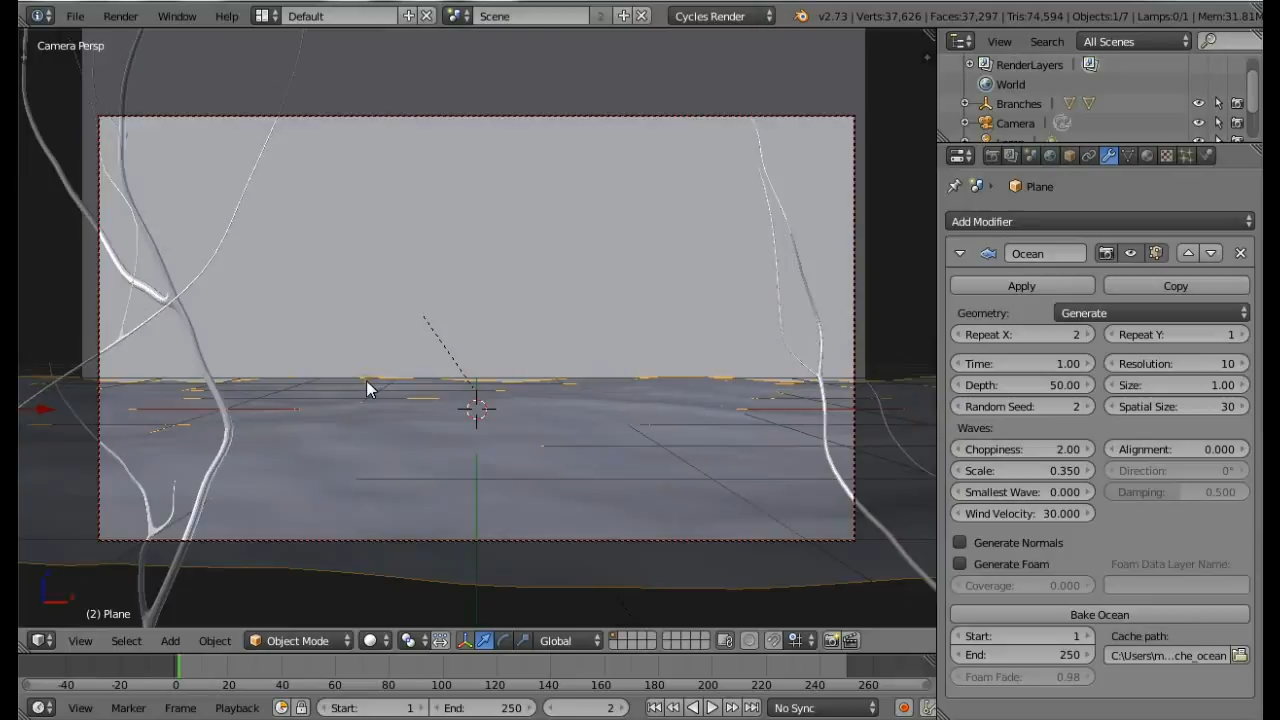 File Render Window Help Default Scene 2 Cycles Render v2.73 | Verts:37,626 | Faces:37,297 | Tris:74,594 | Objects:1/7 | Lamps:0/1 | Mem:31.81M
Camera Persp
View Search All Scenes
RenderLayers
World
Branches
Camera
Plane
Add Modifier
Ocean
Apply Copy
Geometry: Generate
Repeat X: 2 Repeat Y: 1
Time: 1.00 Resolution: 10
Depth: 50.00 Size: 1.00
Random Seed: 2 Spatial Size: 30
Waves:
Choppiness: 2.00 Alignment: 0.000
Scale: 0.350 Direction: 0°
Smallest Wave: 0.000 Damping: 0.500
Wind Velocity: 30.000
Generate Normals
Generate Foam Foam Data Layer Name:
Coverage: 0.000
Bake Ocean
Start: 1 Cache path:
End: 250 C:\Users\m...che_ocean
Foam Fade: 0.98
(2) Plane
View Select Add Object Object Mode Global
-40 -20 0 20 40 60 80 100 120 140 160 180 200 220 240 260
View Marker Frame Playback Start: 1 End: 250 2 No Sync